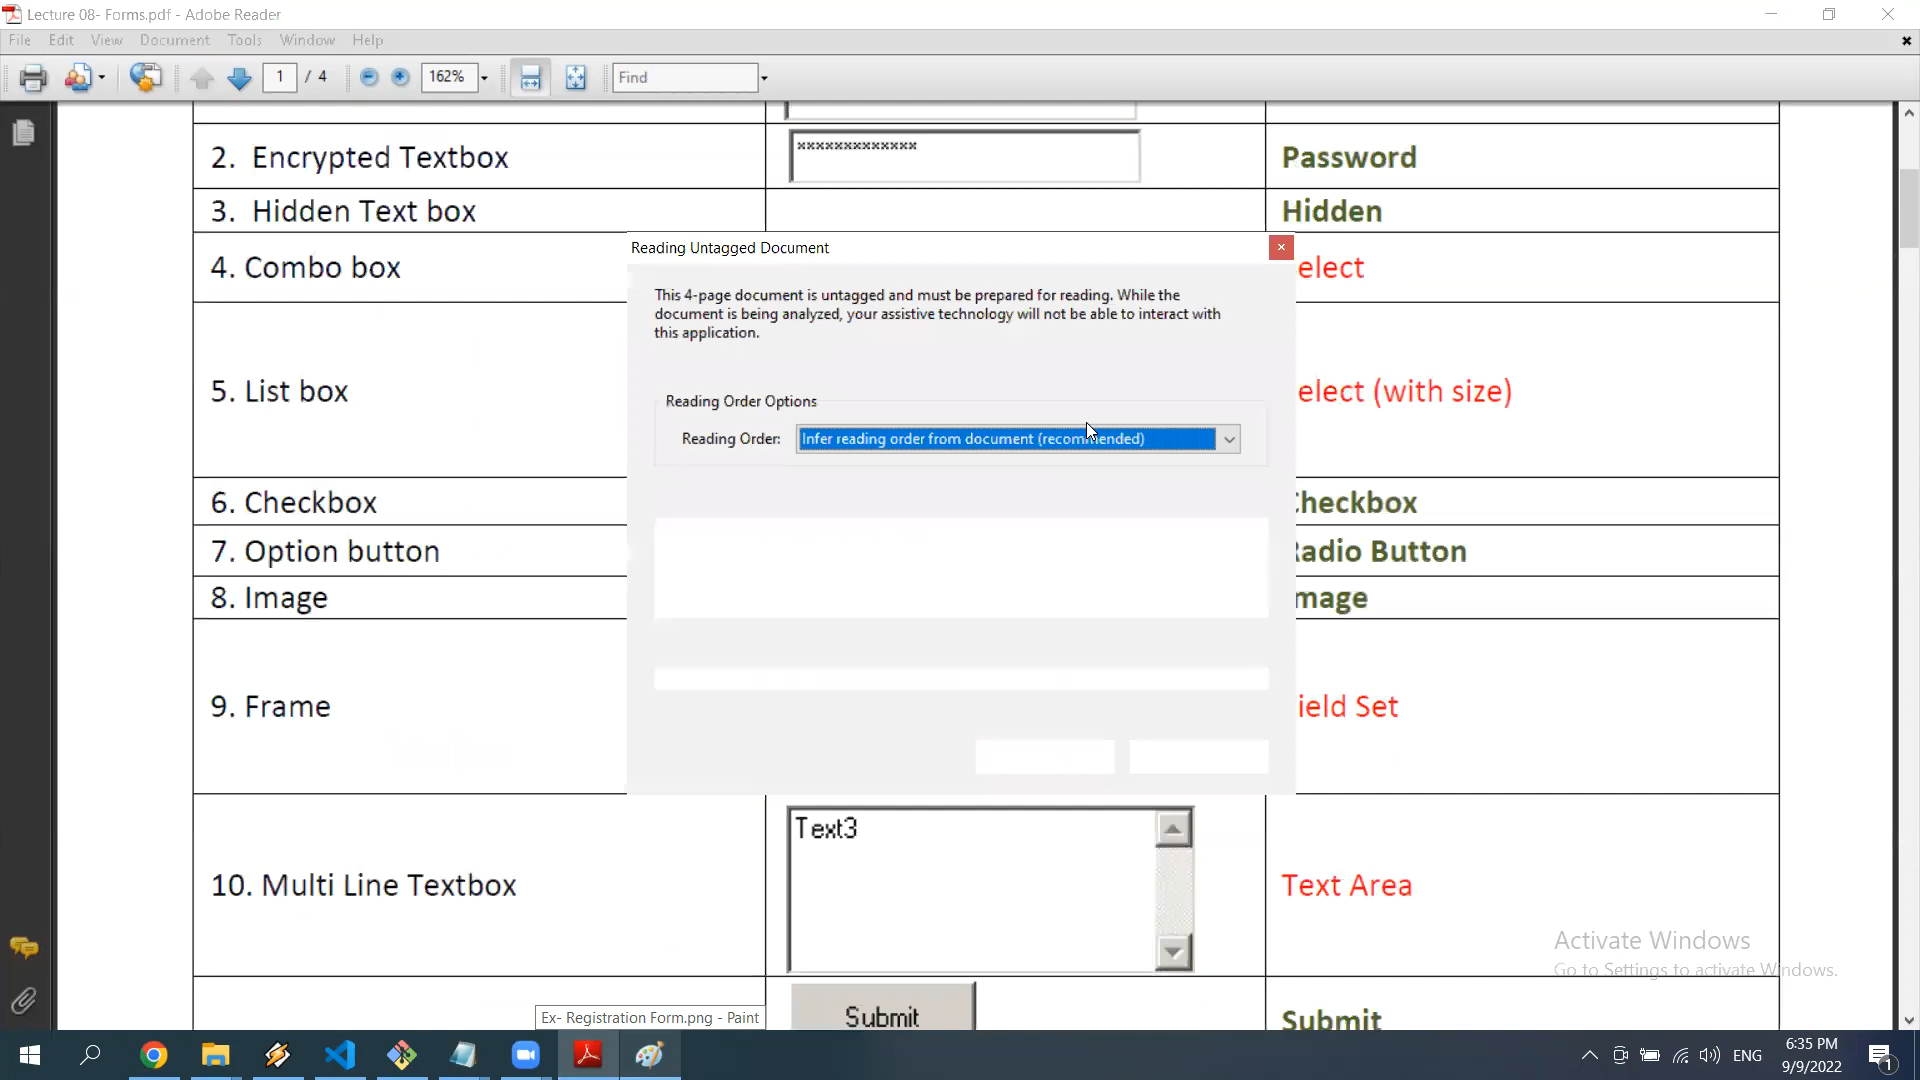 Lecture 08- Forms.pdf - Adobe Reader
File Edit View Document Tools Window Help
1 / 4 162% Find
2. Encrypted Textbox ************* Password
3. Hidden Text box Hidden
Reading Untagged Document
4. Combo box elect
This 4-page document is untagged and must be prepared for reading. While the
document is being analyzed, your assistive technology will not be able to interact with
this application.
5. List box elect (with size)
Reading Order Options
Reading Order: Infer reading order from document (recommended)
6. Checkbox heckbox
7. Option button adio Button
8. Image mage
9. Frame ield Set
Text3
10. Multi Line Textbox Text Area
Activate Windows
Go to Settings to activate Windows.
Ex- Registration Form.png - Paint
Submit Submit
ENG
6:35 PM
9/9/2022
1